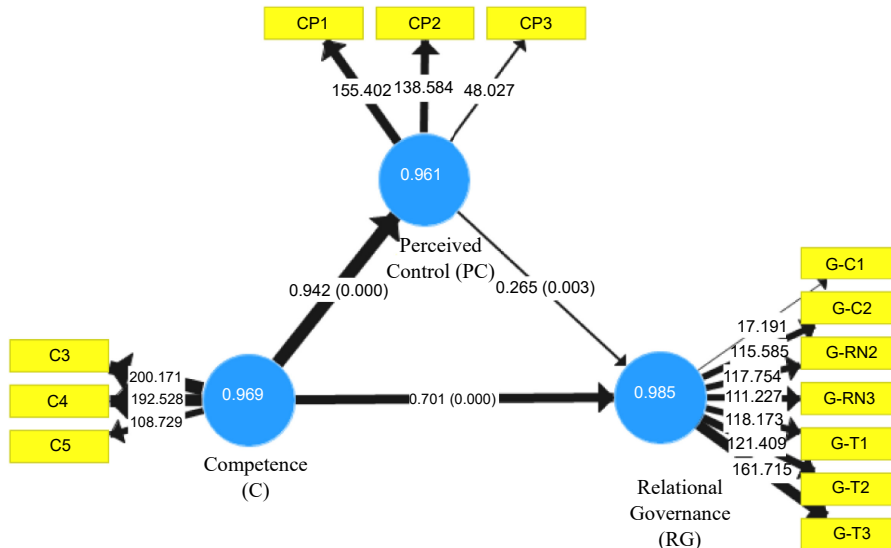 CP1
CP2
CP3
155.402
138.584
48.027
0.961
Perceived
Control (PC)
0.942 (0.000)
0.265 (0.003)
C3
C4
C5
200.171
192.528
108.729
0.969
Competence
(C)
0.701 (0.000)
0.985
Relational
Governance
(RG)
17.191
115.585
117.754
111.227
118.173
121.409
161.715
G-C1
G-C2
G-RN2
G-RN3
G-T1
G-T2
G-T3